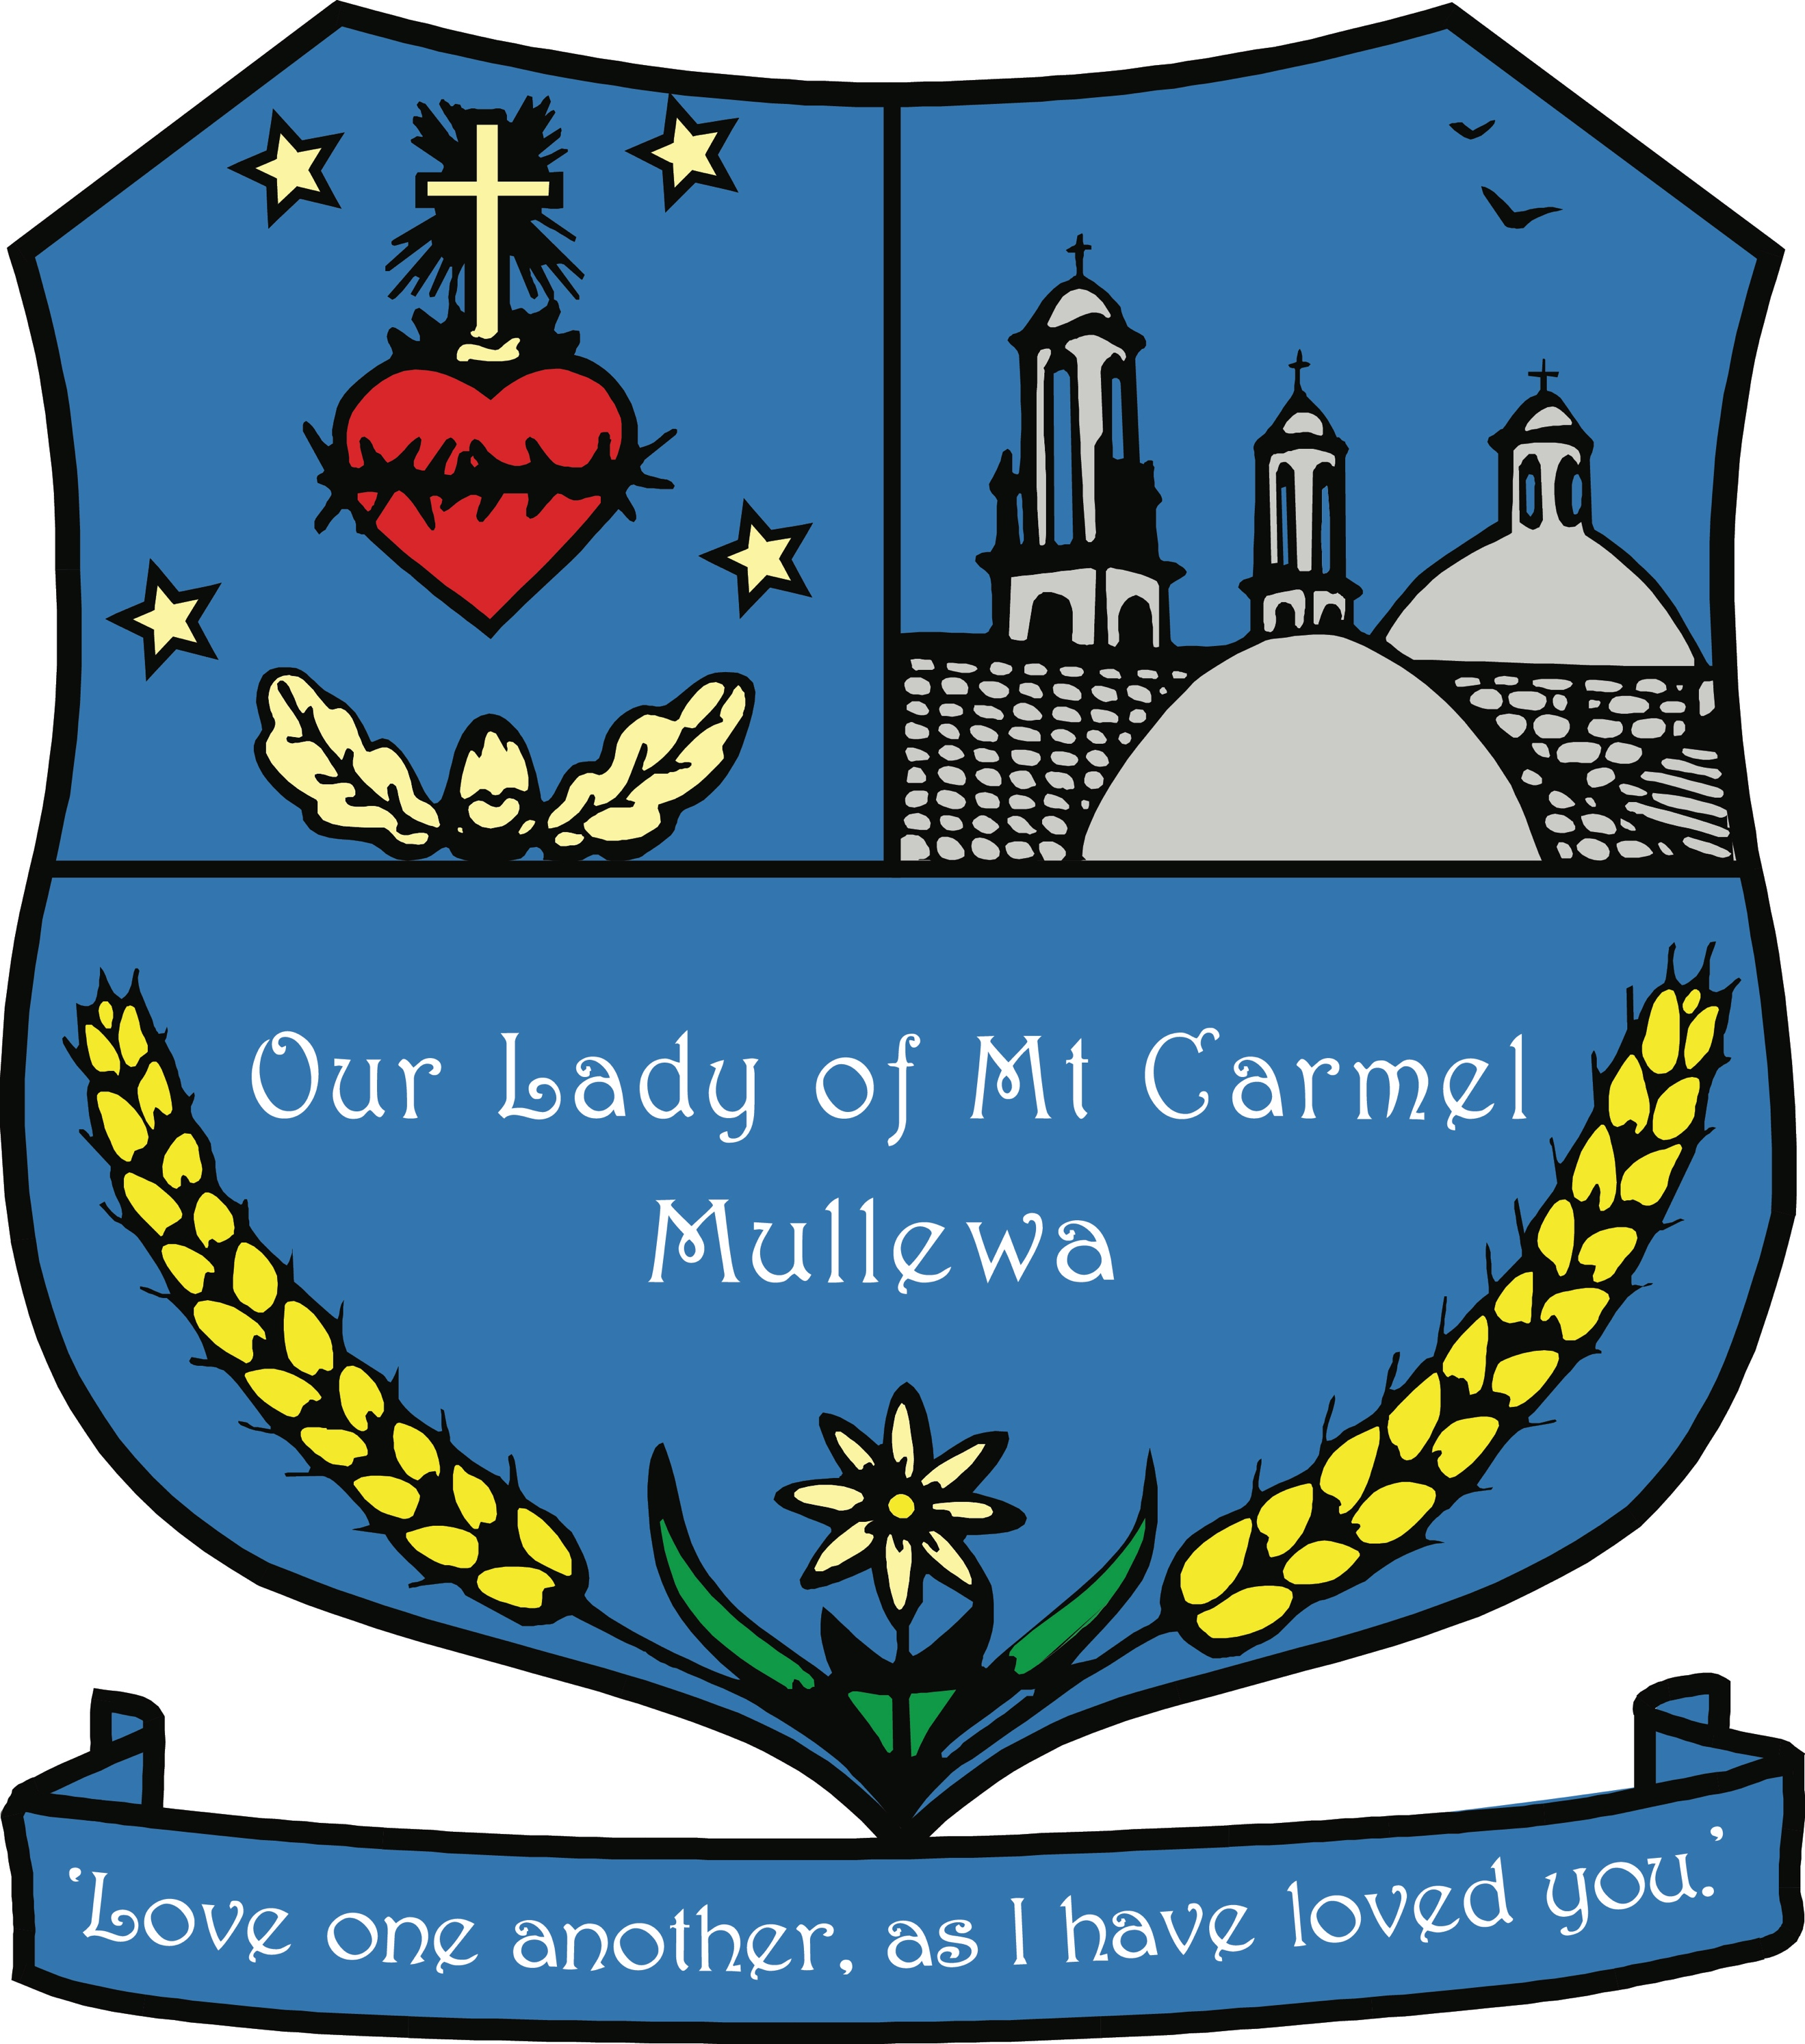 Our Lady of Mt Carmel
Mullewa
'Love one another, as I have loved you.'